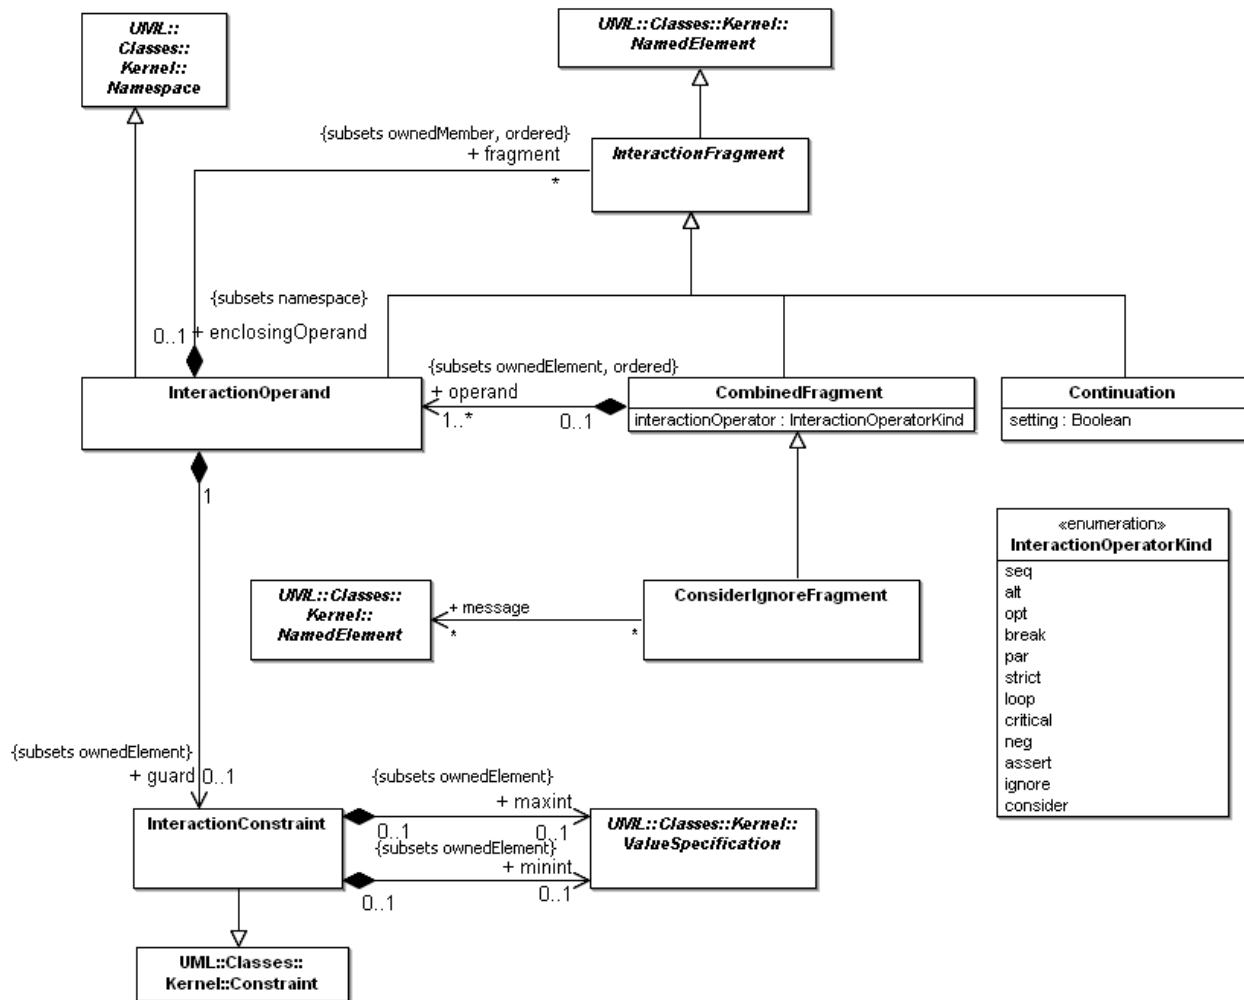 UML::
Classes::
Kernel::
Namespace
UML::Classes::Kernel::
NamedElement
{subsets ownedMember, ordered}
+ fragment
*
InteractionFragment
{subsets namespace}
0..1
+ enclosingOperand
InteractionOperand
{subsets ownedElement, ordered}
+ operand
1..*
0..1
CombinedFragment
interactionOperator : InteractionOperatorKind
Continuation
setting : Boolean
1
«enumeration»
InteractionOperatorKind
seq
alt
opt
break
par
strict
loop
critical
neg
assert
ignore
consider
UML::Classes::
Kernel::
NamedElement
+ message
*
*
ConsiderIgnoreFragment
{subsets ownedElement}
+ guard
0..1
InteractionConstraint
{subsets ownedElement}
+ maxint
0..1
0..1
{subsets ownedElement}
+ minint
0..1
0..1
UML::Classes::Kernel::
ValueSpecification
UML::Classes::
Kernel::Constraint